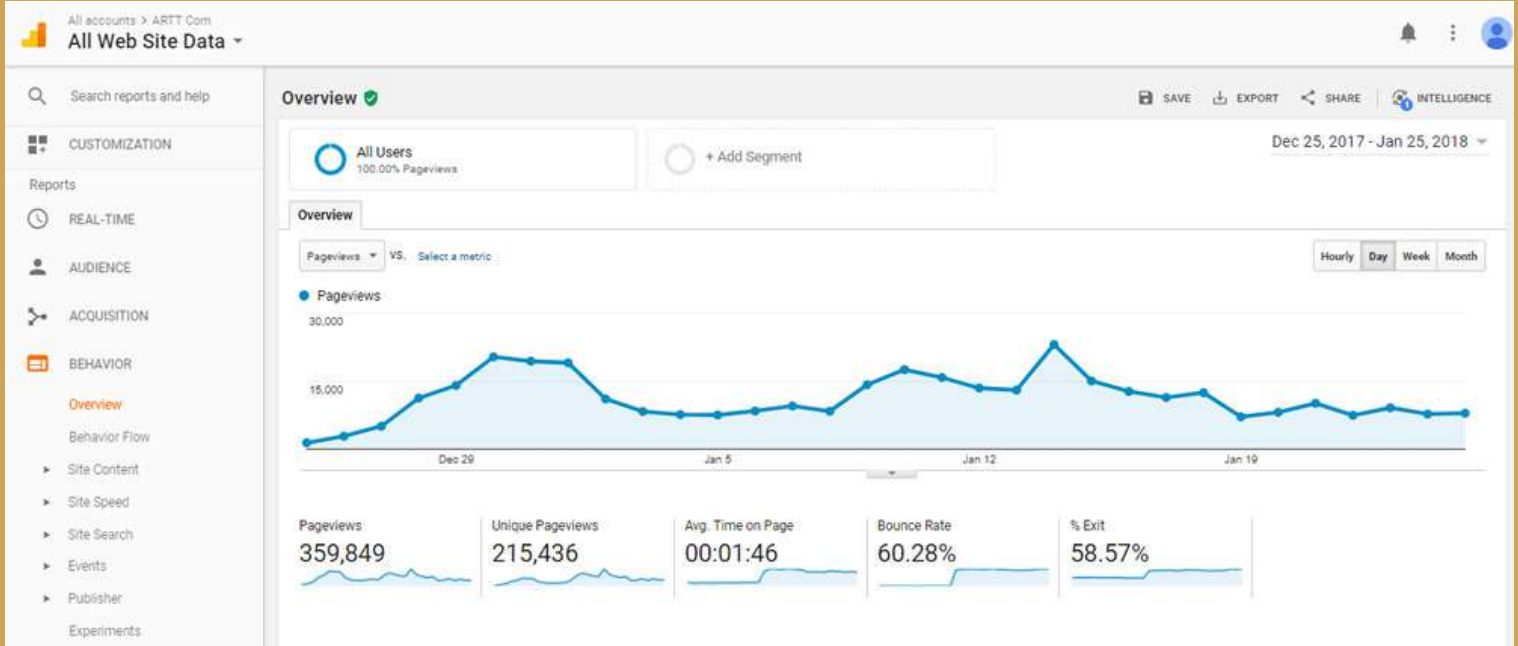 All accounts > ARTT Com
All Web Site Data
Search reports and help
CUSTOMIZATION
Reports
REAL-TIME
AUDIENCE
ACQUISITION
BEHAVIOR
Overview
Behavior Flow
Site Content
Site Speed
Site Search
Events
Publisher
Experiments
Overview
SAVE EXPORT SHARE 1 INTELLIGENCE
All Users
100.00% Pageviews
+ Add Segment
Dec 25, 2017 - Jan 25, 2018
Overview
Pageviews VS. Select a metric
Hourly Day Week Month
Pageviews
30,000
15,000
Dec 29 Jan 5 Jan 12 Jan 19
Pageviews Unique Pageviews Avg. Time on Page Bounce Rate % Exit
359,849 215,436 00:01:46 60.28% 58.57%